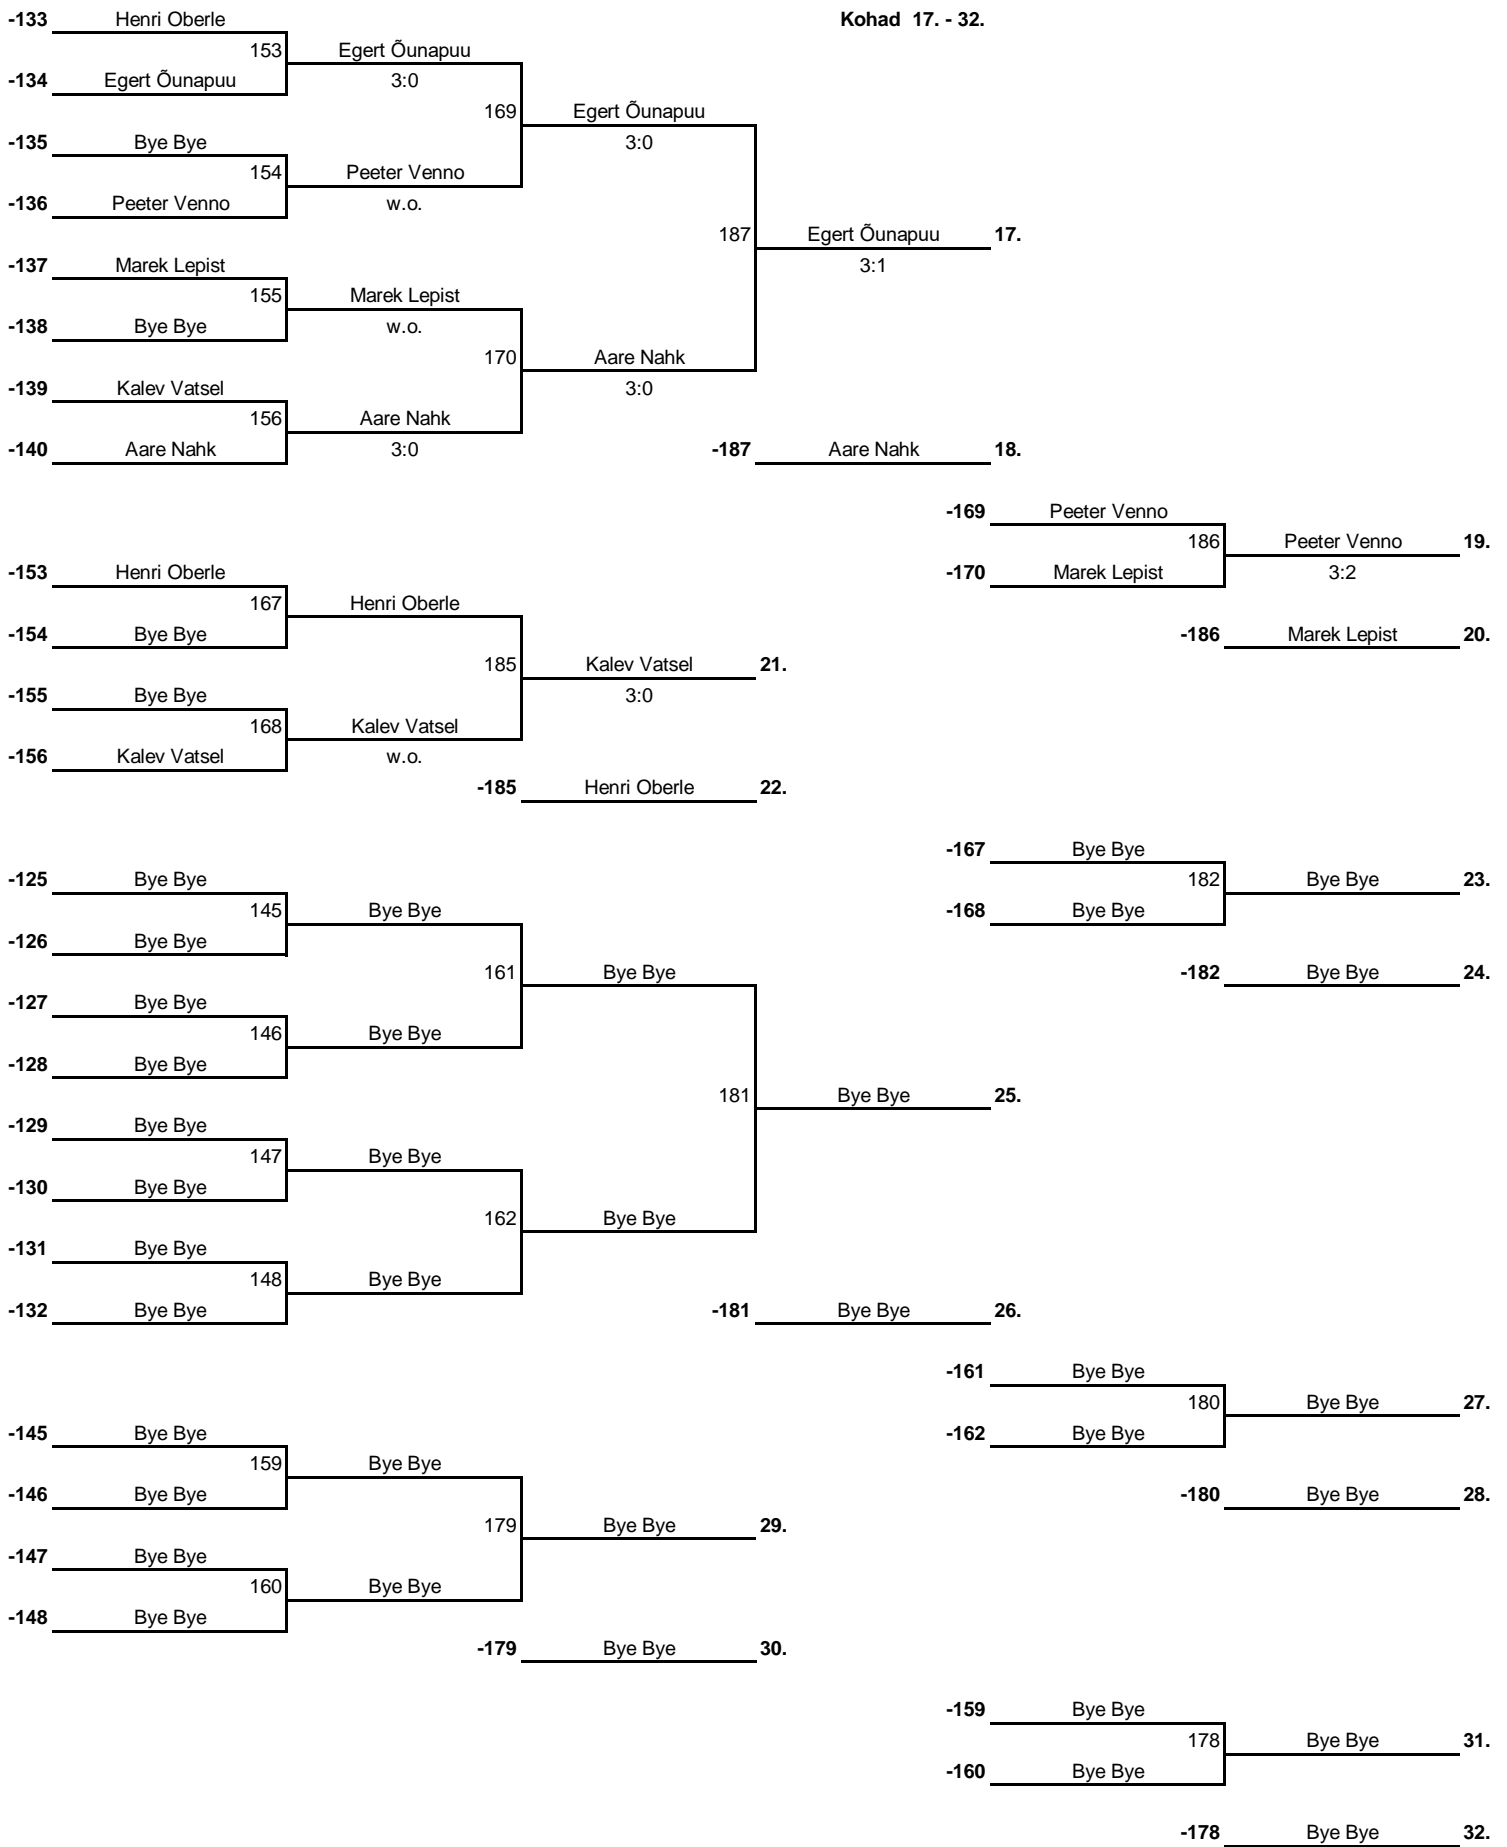 -133 Henri Oberle Kohad 17. - 32.
153 Egert Õunapuu
-134 Egert Õunapuu 3:0
169 Egert Õunapuu
-135 Bye Bye 3:0
154 Peeter Venno
-136 Peeter Venno w.o.
187 Egert Õunapuu 17.
-137 Marek Lepist 3:1
155 Marek Lepist
-138 Bye Bye w.o.
170 Aare Nahk
-139 Kalev Vatsel 3:0
156 Aare Nahk
-140 Aare Nahk 3:0 -187 Aare Nahk 18.
-169 Peeter Venno
186 Peeter Venno 19.
-153 Henri Oberle -170 Marek Lepist 3:2
167 Henri Oberle
-154 Bye Bye -186 Marek Lepist 20.
185 Kalev Vatsel 21.
-155 Bye Bye 3:0
168 Kalev Vatsel
-156 Kalev Vatsel w.o.
-185 Henri Oberle 22.
-167 Bye Bye
-125 Bye Bye 182 Bye Bye 23.
145 Bye Bye -168 Bye Bye
-126 Bye Bye
161 Bye Bye -182 Bye Bye 24.
-127 Bye Bye
146 Bye Bye
-128 Bye Bye
181 Bye Bye 25.
-129 Bye Bye
147 Bye Bye
-130 Bye Bye
162 Bye Bye
-131 Bye Bye
148 Bye Bye
-132 Bye Bye -181 Bye Bye 26.
-161 Bye Bye
180 Bye Bye 27.
-145 Bye Bye -162 Bye Bye
159 Bye Bye
-146 Bye Bye -180 Bye Bye 28.
179 Bye Bye 29.
-147 Bye Bye
160 Bye Bye
-148 Bye Bye
-179 Bye Bye 30.
-159 Bye Bye
178 Bye Bye 31.
-160 Bye Bye
-178 Bye Bye 32.